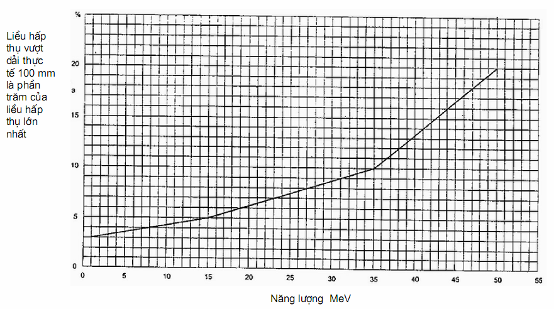 %
Liều hấp
thụ vượt
dải thực
tế 100 mm
là phần
trăm của
liều hấp
thụ lớn
nhất
20
15
10
5
0
0 5 10 15 20 25 30 35 40 45 50 55
Năng lượng MeV